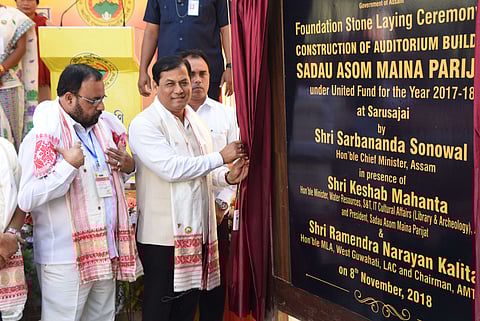 Government of Assam
Foundation Stone Laying Ceremony
CONSTRUCTION OF AUDITORIUM BUILD
SADAU ASOM MAINA PARIJAT
under United Fund for the Year 2017-18
at Sarusajai
by
Shri Sarbananda Sonowal
Hon'ble Chief Minister, Assam
in presence of
Shri Keshab Mahanta
Hon'ble Minister, Water Resources, S&T, IT Cultural Affairs (Library & Archeology).
and President, Sadau Asom Maina Parijat
&
Shri Ramendra Narayan Kalita
Hon'ble MLA, West Guwahati, LAC and Chairman, AMT
on 8th November, 2018